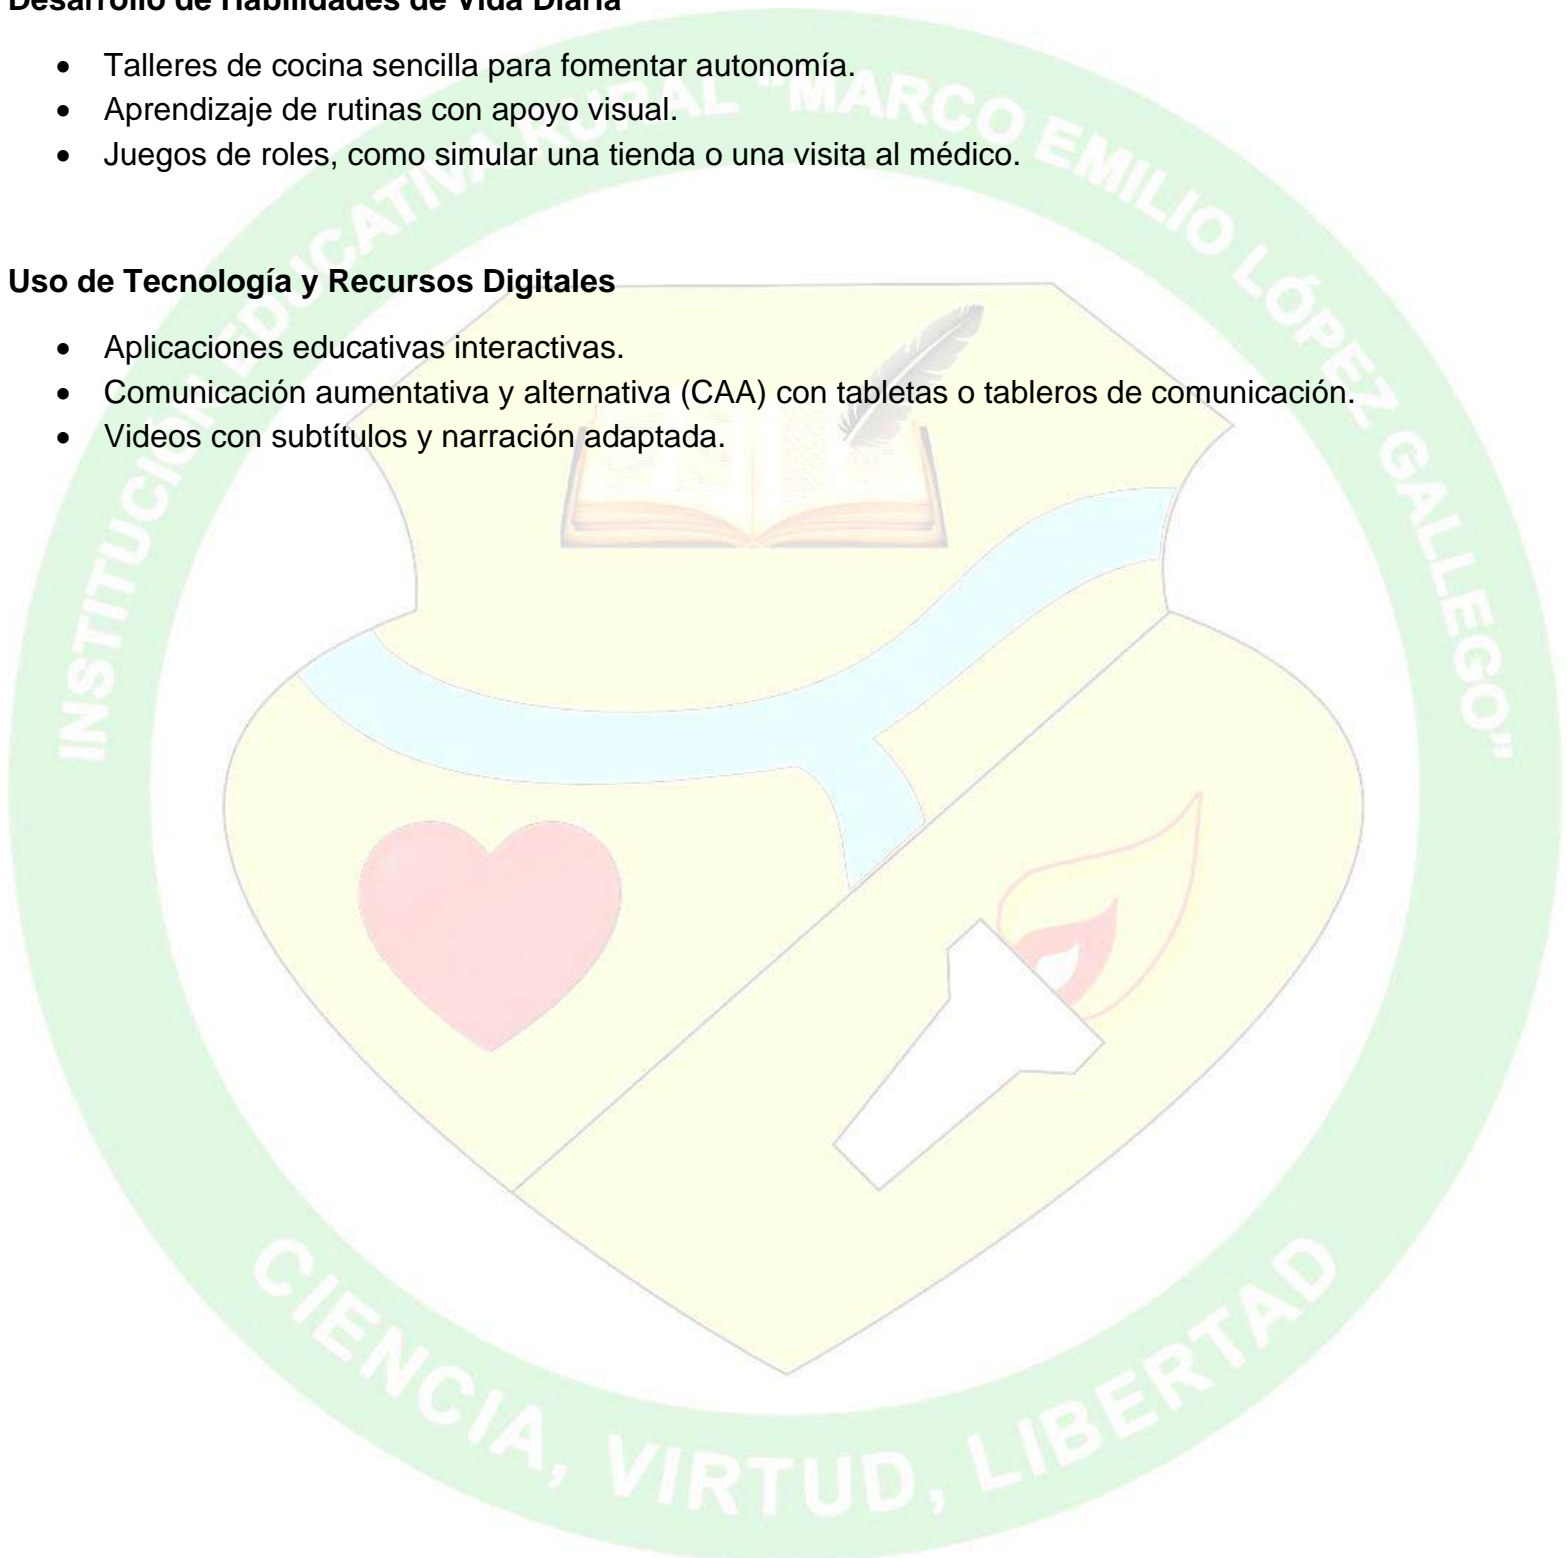 Desarrollo de Habilidades de Vida Diaria
• Talleres de cocina sencilla para fomentar autonomía.
• Aprendizaje de rutinas con apoyo visual.
• Juegos de roles, como simular una tienda o una visita al médico.
Uso de Tecnología y Recursos Digitales
• Aplicaciones educativas interactivas.
• Comunicación aumentativa y alternativa (CAA) con tabletas o tableros de comunicación.
• Videos con subtítulos y narración adaptada.
INSTITUCIÓN EDUCATIVA RURAL "MARCO EMILIO LÓPEZ GALLEGO"
CIENCIA, VIRTUD, LIBERTAD